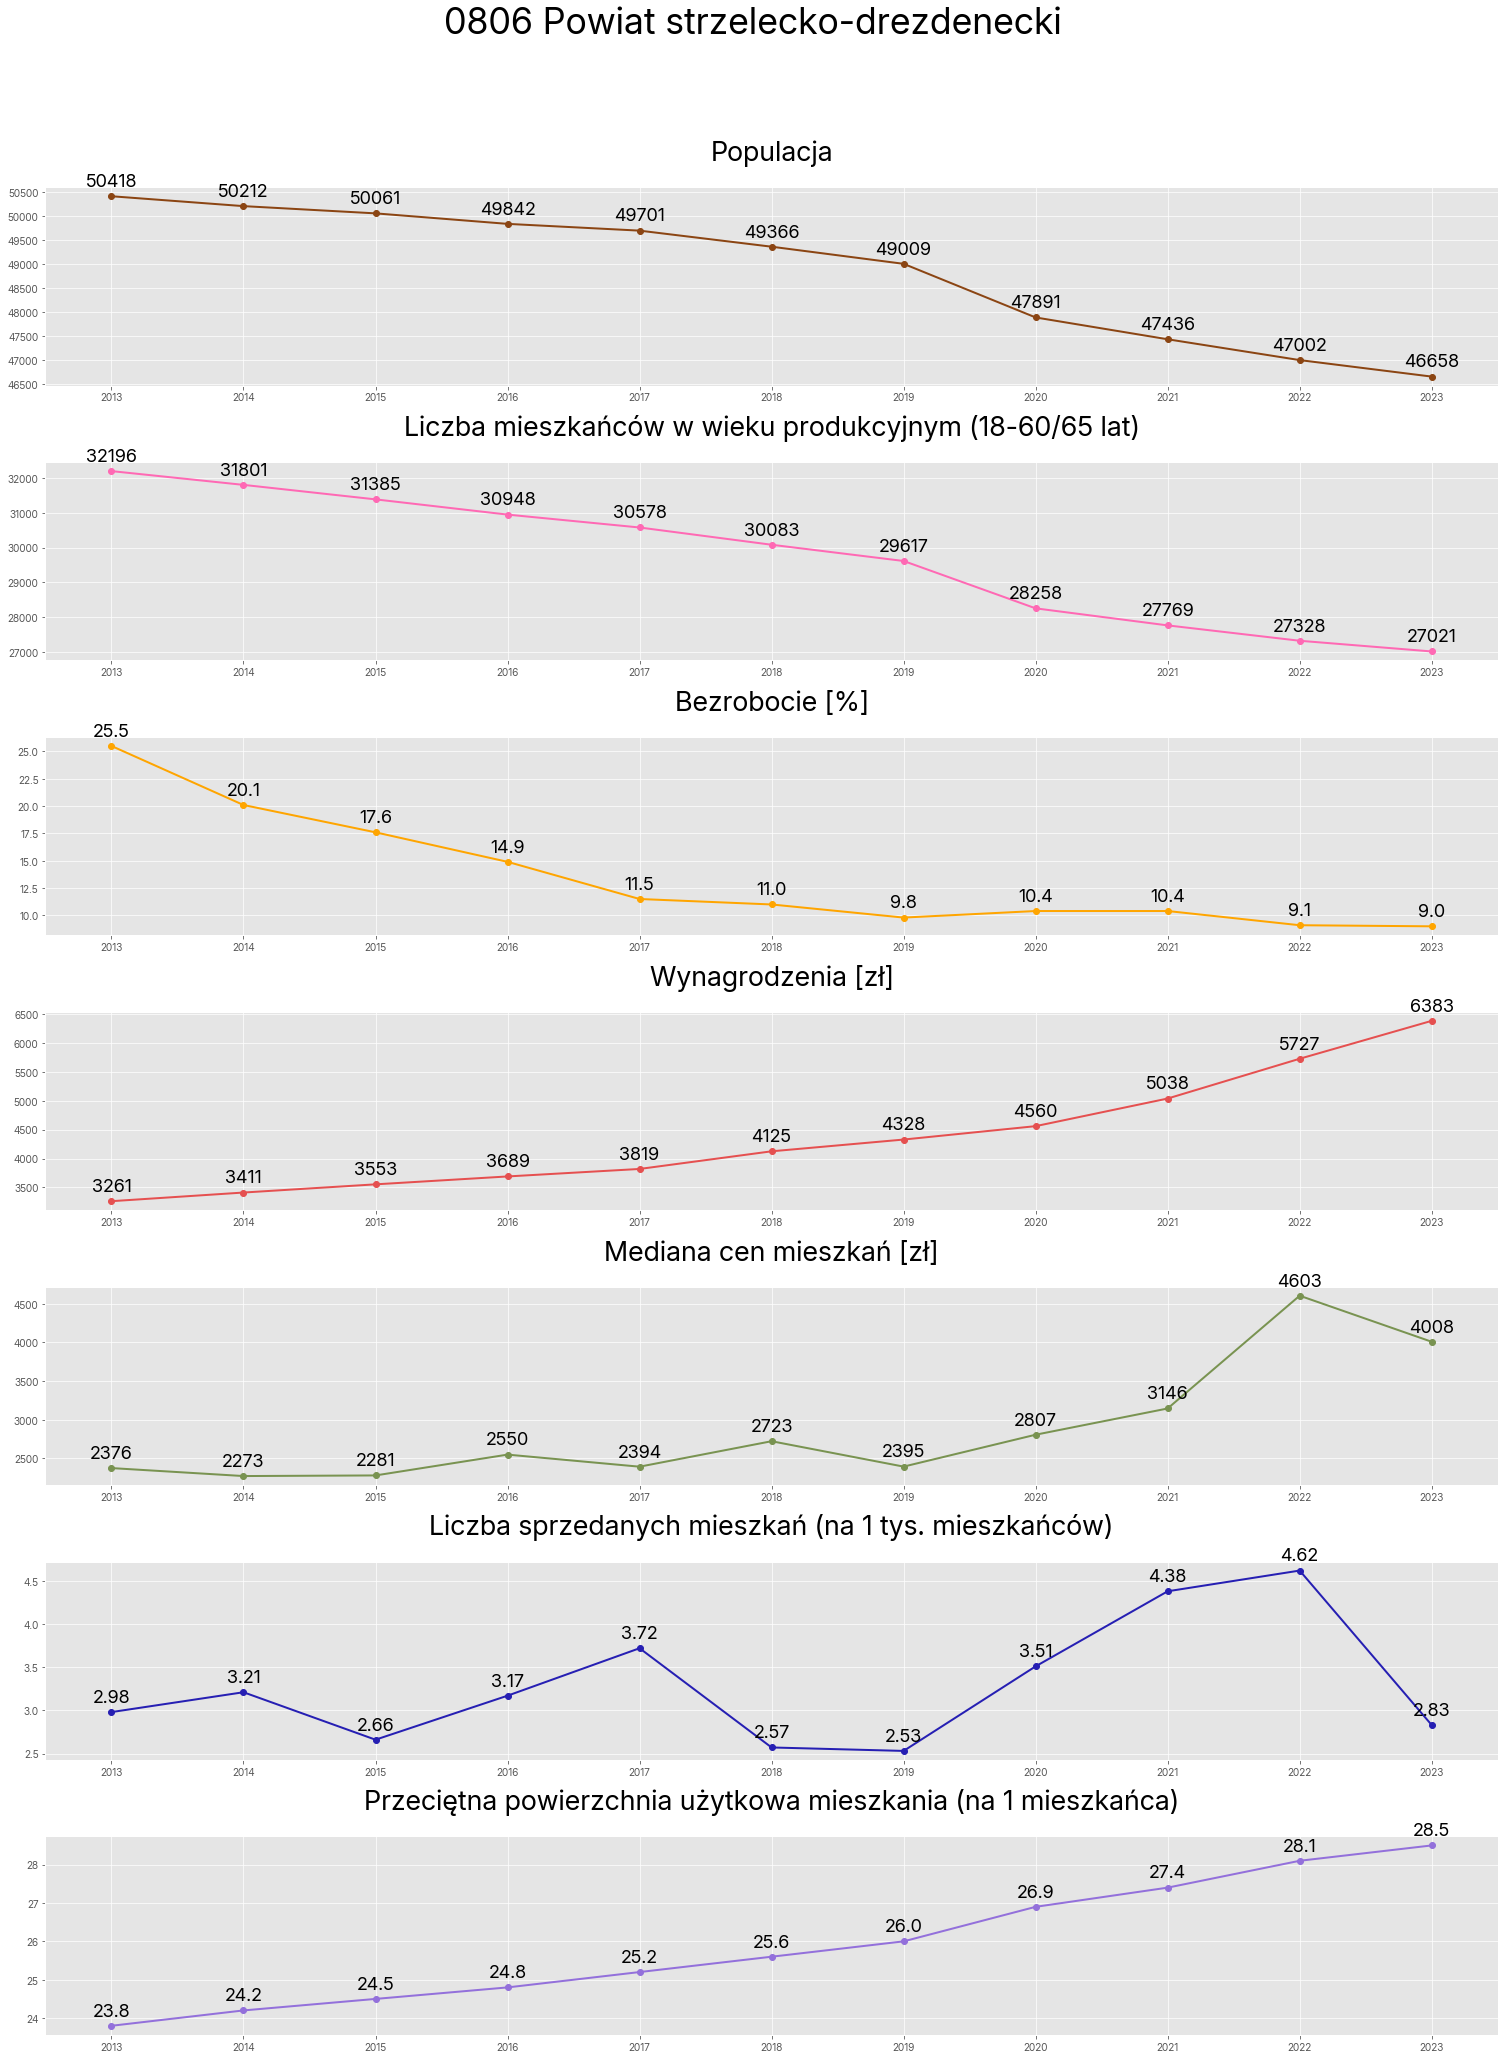 0806 Powiat strzelecko-drezdenecki
Populacja
50418 50212 50061 49842 49701 49366 49009 47891 47436 47002 46658
50500
50000
49500
49000
48500
48000
47500
47000
46500
2013 2014 2015 2016 2017 2018 2019 2020 2021 2022 2023
Liczba mieszkańców w wieku produkcyjnym (18-60/65 lat)
32196 31801 31385 30948 30578 30083 29617 28258 27769 27328 27021
32000
31000
30000
29000
28000
27000
2013 2014 2015 2016 2017 2018 2019 2020 2021 2022 2023
Bezrobocie [%]
25.5 20.1 17.6 14.9 11.5 11.0 9.8 10.4 10.4 9.1 9.0
25.0
22.5
20.0
17.5
15.0
12.5
10.0
2013 2014 2015 2016 2017 2018 2019 2020 2021 2022 2023
Wynagrodzenia [zł]
3261 3411 3553 3689 3819 4125 4328 4560 5038 5727 6383
6500
6000
5500
5000
4500
4000
3500
2013 2014 2015 2016 2017 2018 2019 2020 2021 2022 2023
Mediana cen mieszkań [zł]
2376 2273 2281 2550 2394 2723 2395 2807 3146 4603 4008
4500
4000
3500
3000
2500
2013 2014 2015 2016 2017 2018 2019 2020 2021 2022 2023
Liczba sprzedanych mieszkań (na 1 tys. mieszkańców)
2.98 3.21 2.66 3.17 3.72 2.57 2.53 3.51 4.38 4.62 2.83
4.5
4.0
3.5
3.0
2.5
2013 2014 2015 2016 2017 2018 2019 2020 2021 2022 2023
Przeciętna powierzchnia użytkowa mieszkania (na 1 mieszkańca)
23.8 24.2 24.5 24.8 25.2 25.6 26.0 26.9 27.4 28.1 28.5
28
27
26
25
24
2013 2014 2015 2016 2017 2018 2019 2020 2021 2022 2023